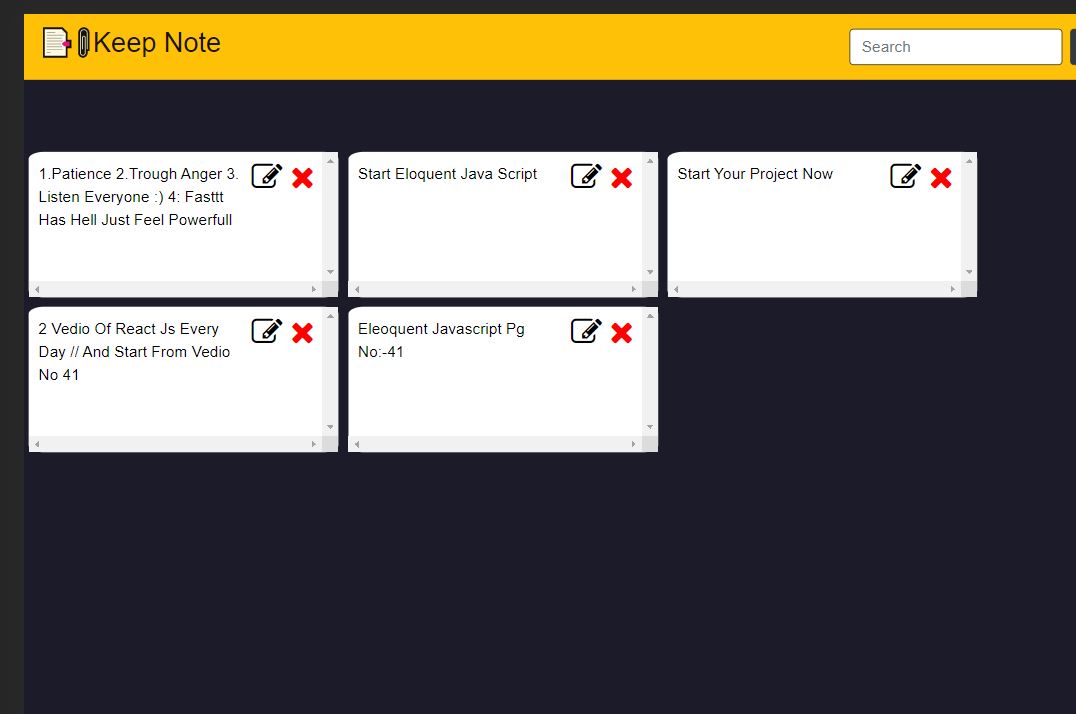 Keep Note
Search
1.Patience 2.Trough Anger 3.
Listen Everyone :) 4: Fasttt
Has Hell Just Feel Powerfull
Start Eloquent Java Script
Start Your Project Now
2 Vedio Of React Js Every
Day // And Start From Vedio
No 41
Eleoquent Javascript Pg
No:-41